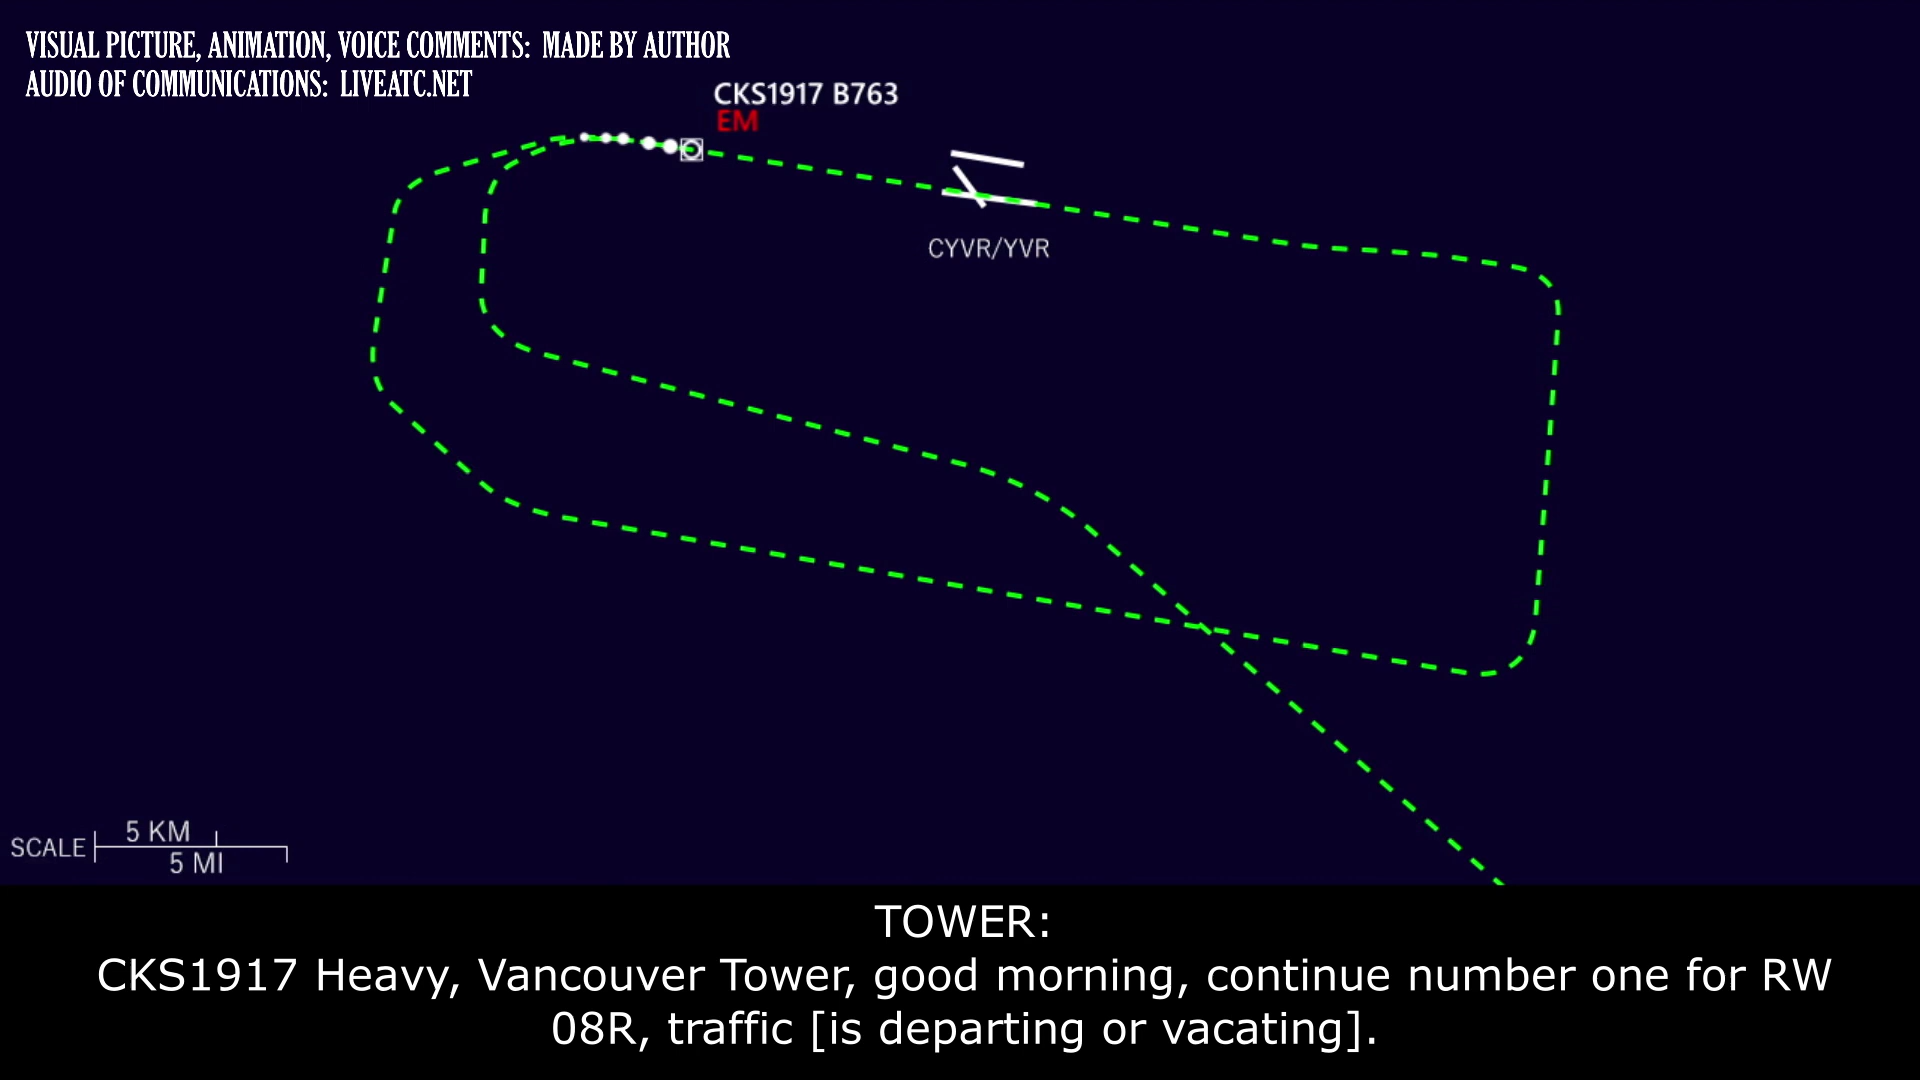 VISUAL PICTURE, ANIMATION, VOICE COMMENTS: MADE BY AUTHOR
AUDIO OF COMMUNICATIONS: LIVEATC.NET
CKS1917 B763
EM
CYVR/YVR
5 KM
SCALE
5 MI
TOWER:
CKS1917 Heavy, Vancouver Tower, good morning, continue number one for RW
08R, traffic [is departing or vacating].